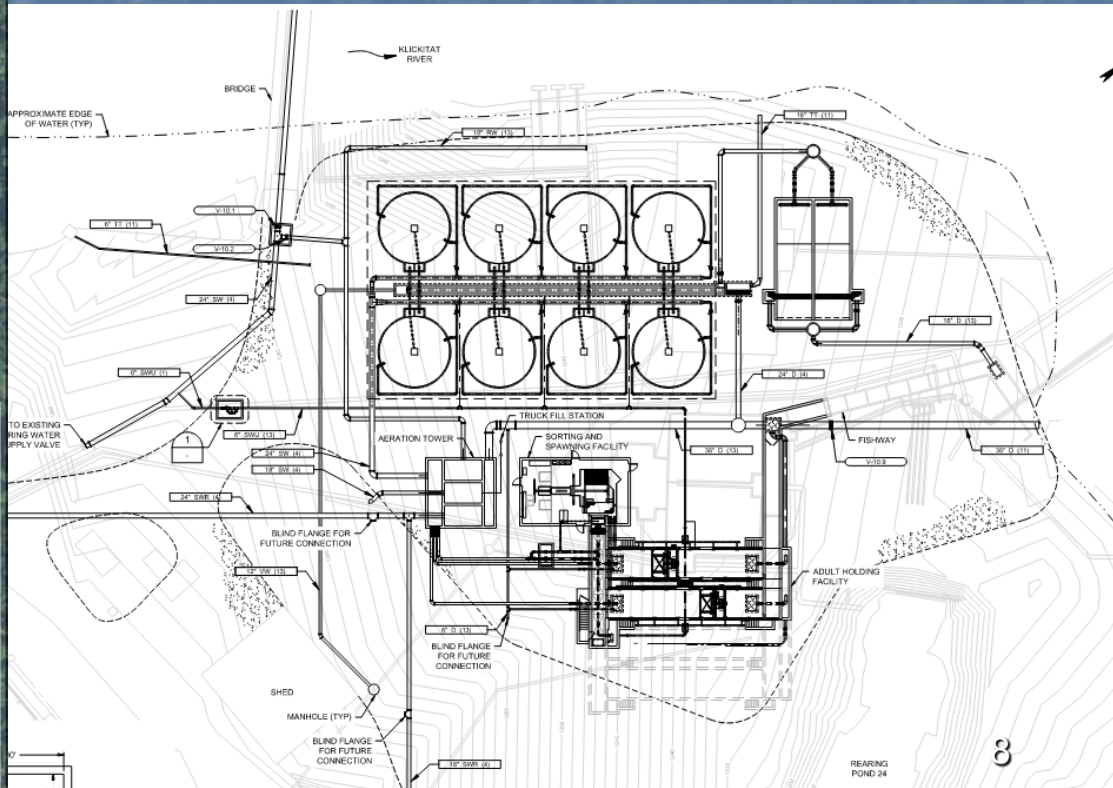 KLICKITAT
RIVER
BRIDGE
APPROXIMATE EDGE
OF WATER (TYP)
18" RW (13)
16" TT (11)
V-10.1
6" TT (11)
V-10.2
24" SW (4)
18" D (13)
6" SWU (1)
24" D (4)
TO EXISTING
RING WATER
PPLY VALVE
1
-
6" SWU (13)
TRUCK FILL STATION
AERATION TOWER
SORTING AND
SPAWNING FACILITY
FISHWAY
24" SW (4)
18" SW (4)
36" D (13)
V-10.9
36" D (11)
24" SWR (4
BLIND FLANGE FOR
FUTURE CONNECTION
12" VW (13)
ADULT HOLDING
FACILITY
6" D (13)
BLIND FLANGE
FOR FUTURE
CONNECTION
SHED
MANHOLE (TYP)
BLIND FLANGE
FOR FUTURE
CONNECTION
18" SWR (4)
REARING
POND 24
8